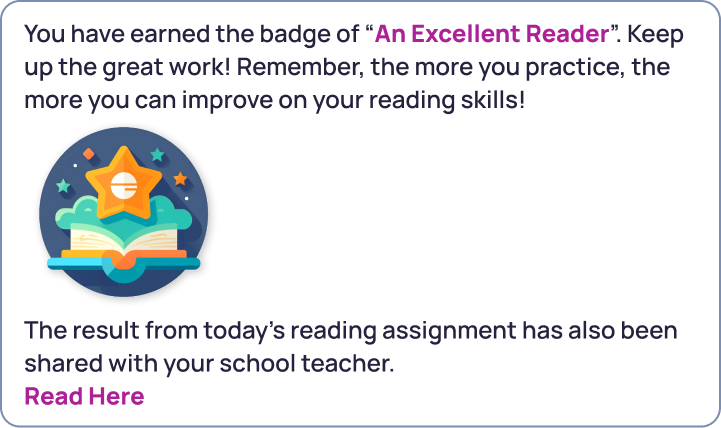 You have earned the badge of “An Excellent Reader”. Keep
up the great work! Remember, the more you practice, the
more you can improve on your reading skills!
The result from today’s reading assignment has also been
shared with your school teacher.
Read Here